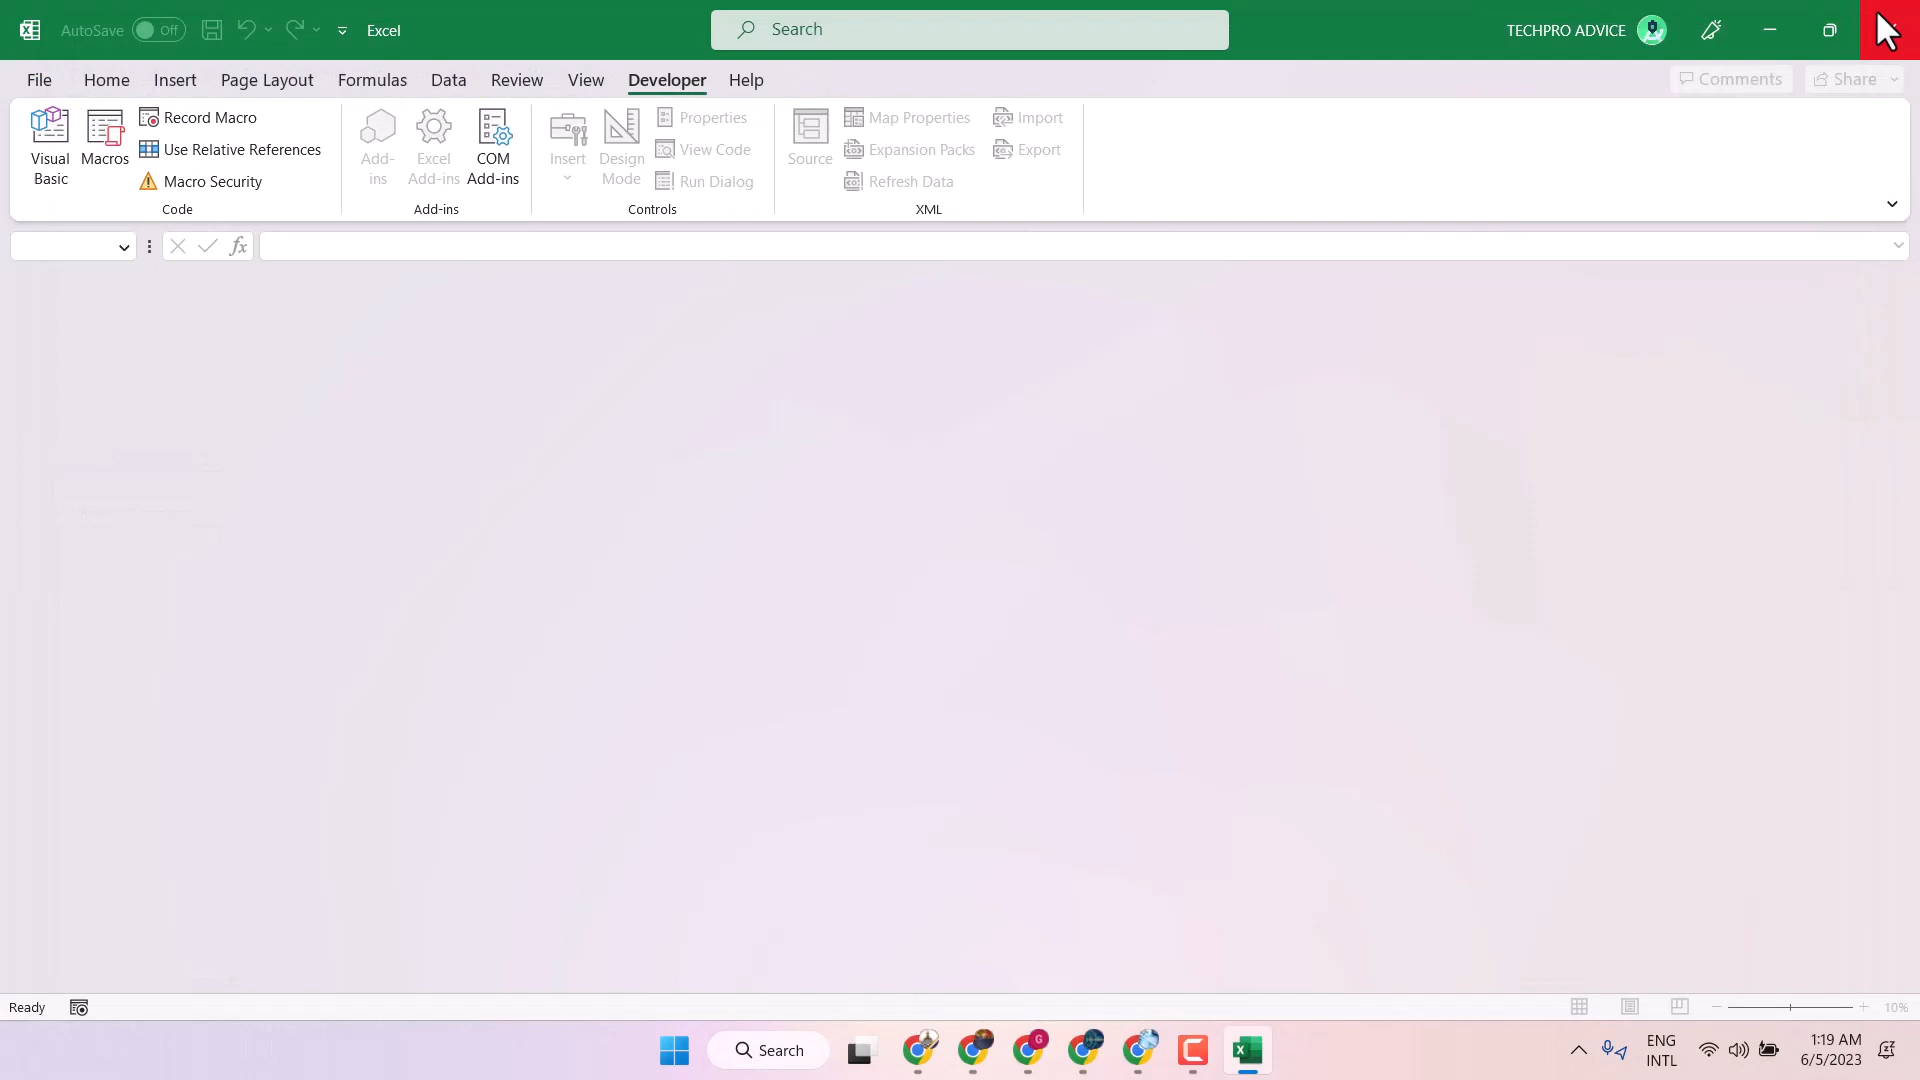 AutoSave Off Excel Search TECHPRO ADVICE
File Home Insert Page Layout Formulas Data Review View Developer Help Comments Share
Visual Basic
Macros
Record Macro
Use Relative References
Macro Security
Code
Add-ins
Excel Add-ins
COM Add-ins
Add-ins
Insert
Design Mode
Properties
View Code
Run Dialog
Controls
Source
Map Properties
Expansion Packs
Refresh Data
Import
Export
XML
fx
Ready 10%
Search
G
ENG
INTL
1:19 AM
6/5/2023